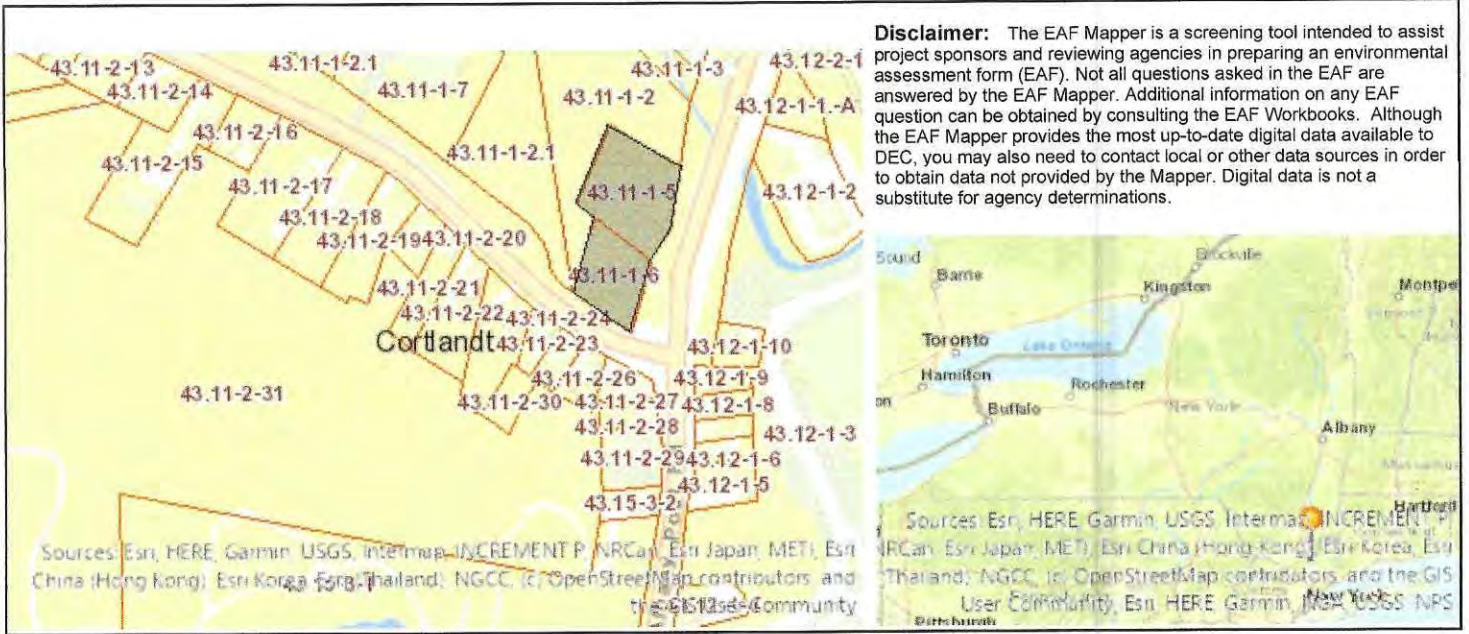 Disclaimer: The EAF Mapper is a screening tool intended to assist
project sponsors and reviewing agencies in preparing an environmental
assessment form (EAF). Not all questions asked in the EAF are
answered by the EAF Mapper. Additional information on any EAF
question can be obtained by consulting the EAF Workbooks. Although
the EAF Mapper provides the most up-to-date digital data available to
DEC, you may also need to contact local or other data sources in order
to obtain data not provided by the Mapper. Digital data is not a
substitute for agency determinations.
43.11-2-13
43.11-1-2.1
43.11-1-3
43.12-2-1
43.11-2-14
43.11-1-7
43.11-1-2
43.12-1-1.-A
43.11-2-16
43.11-2-15
43.11-1-2.1
43.11-2-17
43.11-1-5
43.12-1-2
43.11-2-18
43.11-2-19
43.11-2-20
43.11-1-6
43.11-2-21
43.11-2-22
43.11-2-24
Cortlandt
43.11-2-23
43.12-1-10
43.11-2-26
43.12-1-9
43.11-2-31
43.11-2-30
43.11-2-27
43.12-1-8
43.11-2-28
43.12-1-3
43.11-2-29
43.12-1-6
43.12-1-5
43.15-3-2
Sources: Esri, HERE, Garmin, USGS, Intermap, INCREMENT P, NRCan, Esri Japan, METI, Esri
China (Hong Kong), Esri Korea, Esri (Thailand), NGCC, (c) OpenStreetMap contributors, and
the GIS User Community
Sound
Barrie
Brockville
Kingston
Montpe
Toronto
Lake Ontario
Hamilton
Rochester
Buffalo
New York
Albany
Hartford
Sources: Esri, HERE, Garmin, USGS, Intermap, INCREMENT P,
NRCan, Esri Japan, METI, Esri China (Hong Kong), Esri Korea, Esri
(Thailand), NGCC, (c) OpenStreetMap contributors, and the GIS
User Community, Esri, HERE, Garmin, NGA, USGS, NPS
New York
Pittsburgh